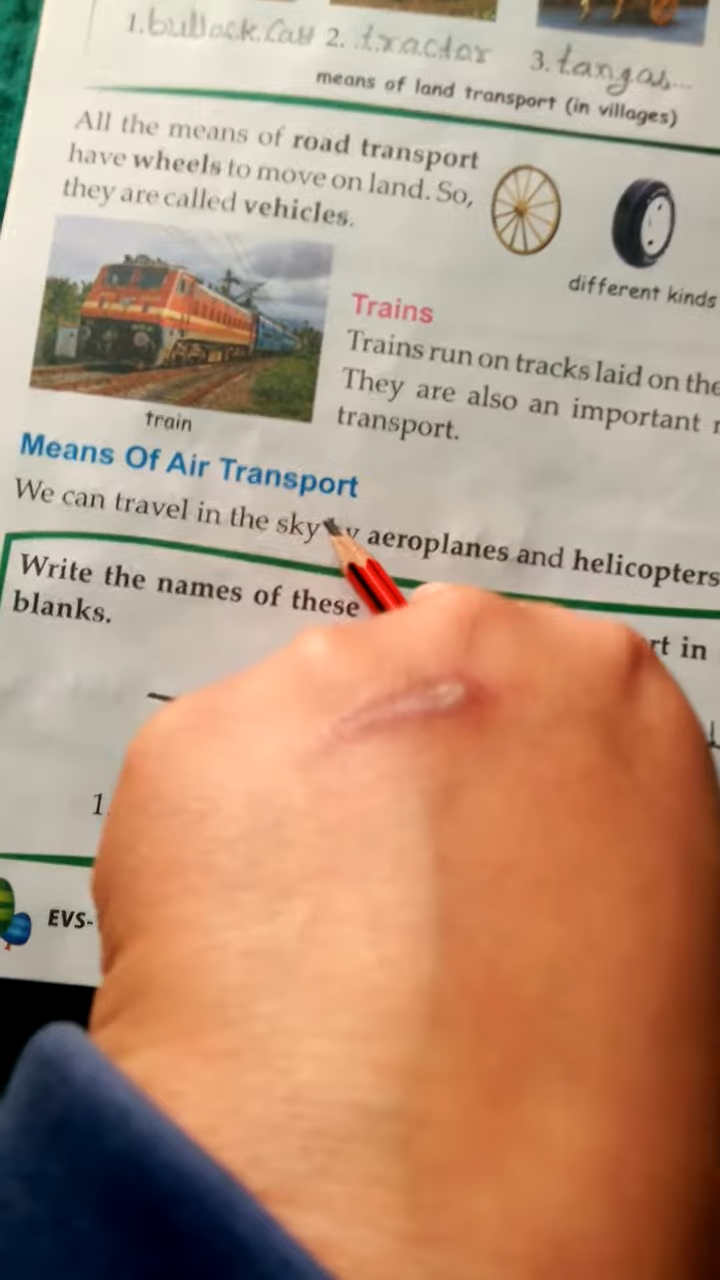 1. bullock cart 2. tractor 3. tangas...
means of land transport (in villages)
All the means of road transport
have wheels to move on land. So,
they are called vehicles.
different kinds
Trains
Trains run on tracks laid on the
They are also an important
transport.
train
Means Of Air Transport
We can travel in the sky by aeroplanes and helicopters
Write the names of these
rt in
blanks.
1.
EVS-